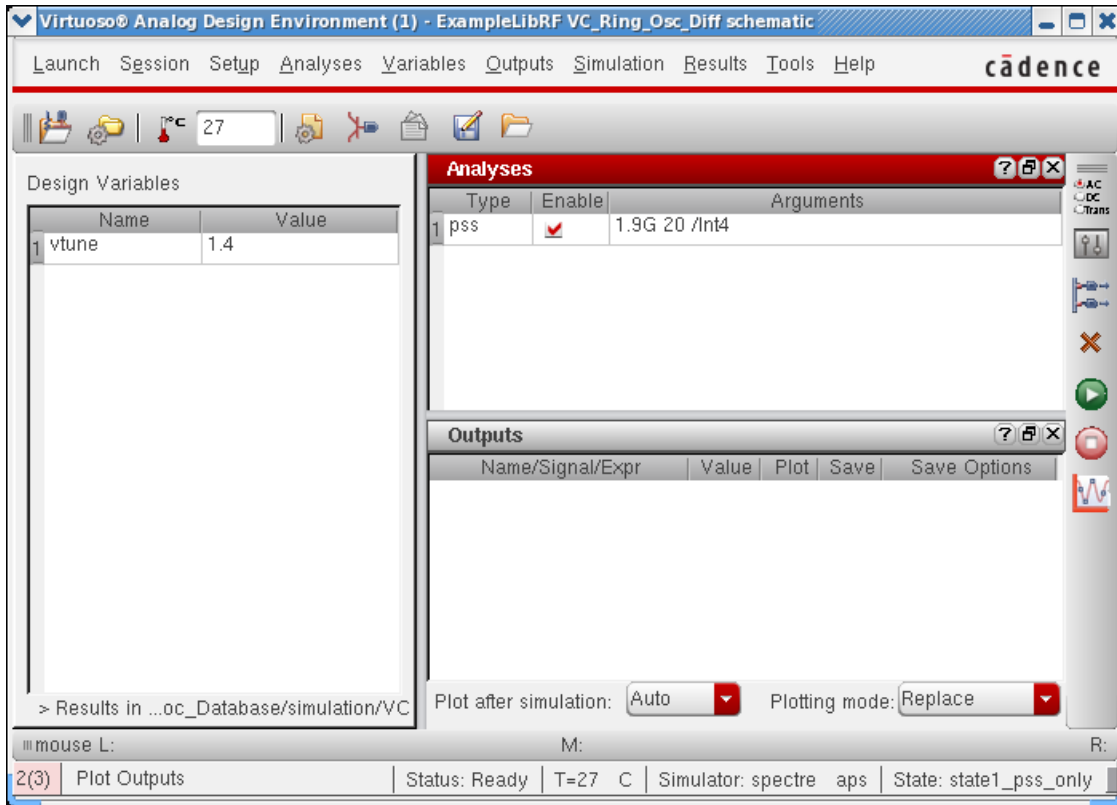 Virtuoso® Analog Design Environment (1) - ExampleLibRF VC_Ring_Osc_Diff schematic
Launch Session Setup Analyses Variables Outputs Simulation Results Tools Help cādence
°C 27
Design Variables
Name Value
1 vtune 1.4
> Results in ...oc_Database/simulation/VC
Analyses
Type Enable Arguments
1 pss 1.9G 20 /Int4
Outputs
Name/Signal/Expr Value Plot Save Save Options
Plot after simulation: Auto Plotting mode: Replace
AC
DC
Trans
mouse L: M: R:
2(3) Plot Outputs Status: Ready T=27 C Simulator: spectre aps State: state1_pss_only